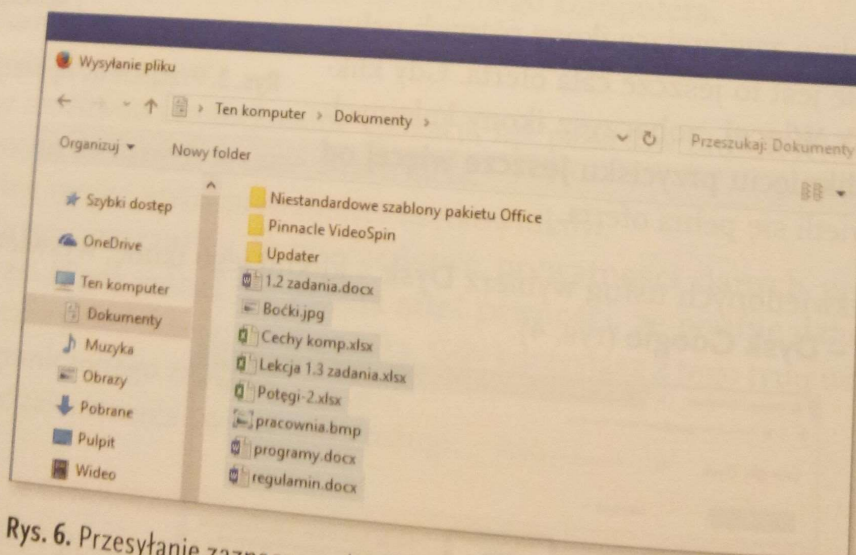 Wysyłanie pliku
Ten komputer › Dokumenty ›
Przeszukaj: Dokumenty
Organizuj
Nowy folder
Szybki dostęp
OneDrive
Ten komputer
Dokumenty
Muzyka
Obrazy
Pobrane
Pulpit
Wideo
Niestandardowe szablony pakietu Office
Pinnacle VideoSpin
Updater
1.2 zadania.docx
Boćki.jpg
Cechy komp.xlsx
Lekcja 1.3 zadania.xlsx
Potęgi-2.xlsx
pracownia.bmp
programy.docx
regulamin.docx
Rys. 6. Przesyłanie